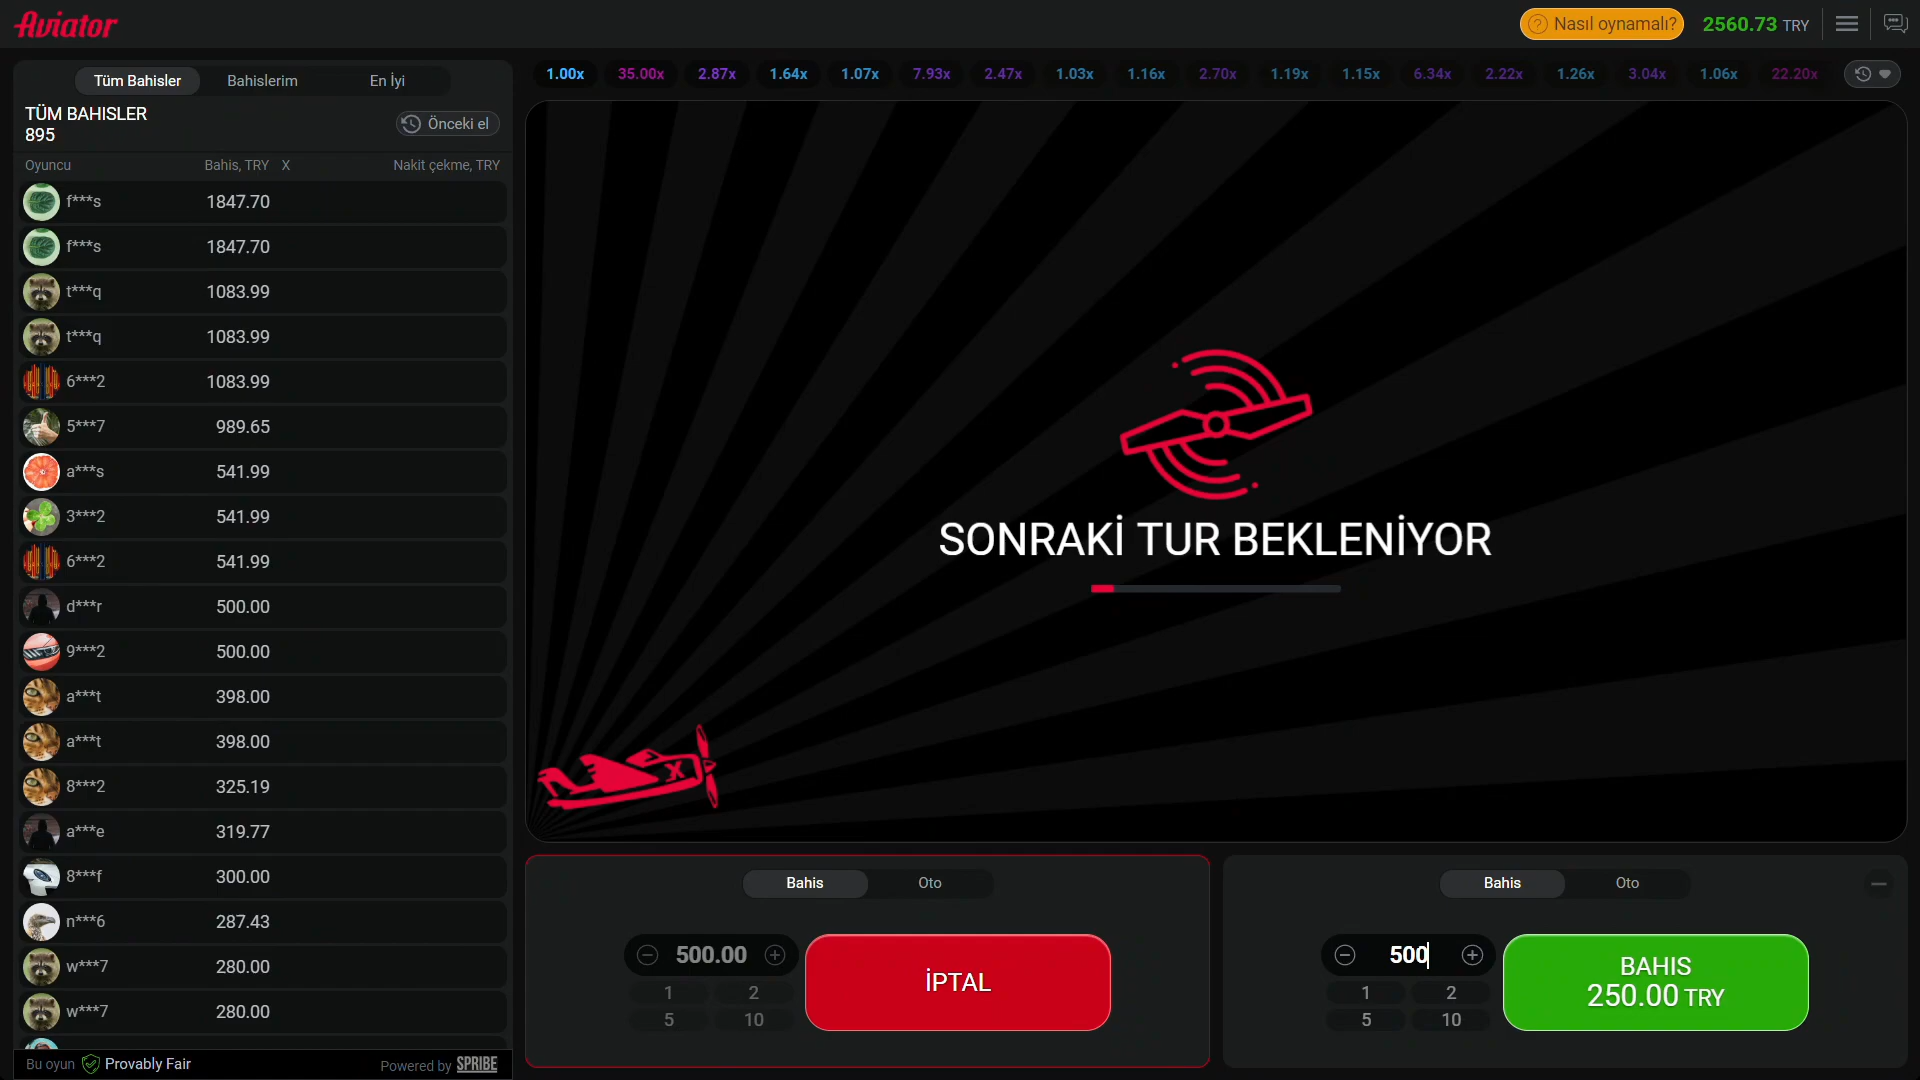 Aviator
Nasıl oynamalı?
2560.73 TRY
Tüm Bahisler
Bahislerim
En İyi
1.00x 35.00x 2.87x 1.64x 1.07x 7.93x 2.47x 1.03x 1.16x 2.70x 1.19x 1.15x 6.34x 2.22x 1.26x 3.04x 1.06x 22.20x
TÜM BAHISLER
895
Önceki el
Oyuncu Bahis, TRY X Nakit çekme, TRY
f***s 1847.70
f***s 1847.70
t***q 1083.99
t***q 1083.99
6***2 1083.99
5***7 989.65
a***s 541.99
3***2 541.99
6***2 541.99
d***r 500.00
9***2 500.00
a***t 398.00
a***t 398.00
8***2 325.19
a***e 319.77
8***f 300.00
n***6 287.43
w***7 280.00
w***7 280.00
Bu oyun Provably Fair
Powered by SPRIBE
SONRAKİ TUR BEKLENİYOR
X
Bahis Oto
500.00
1 2
5 10
İPTAL
Bahis Oto
500
1 2
5 10
BAHIS
250.00 TRY